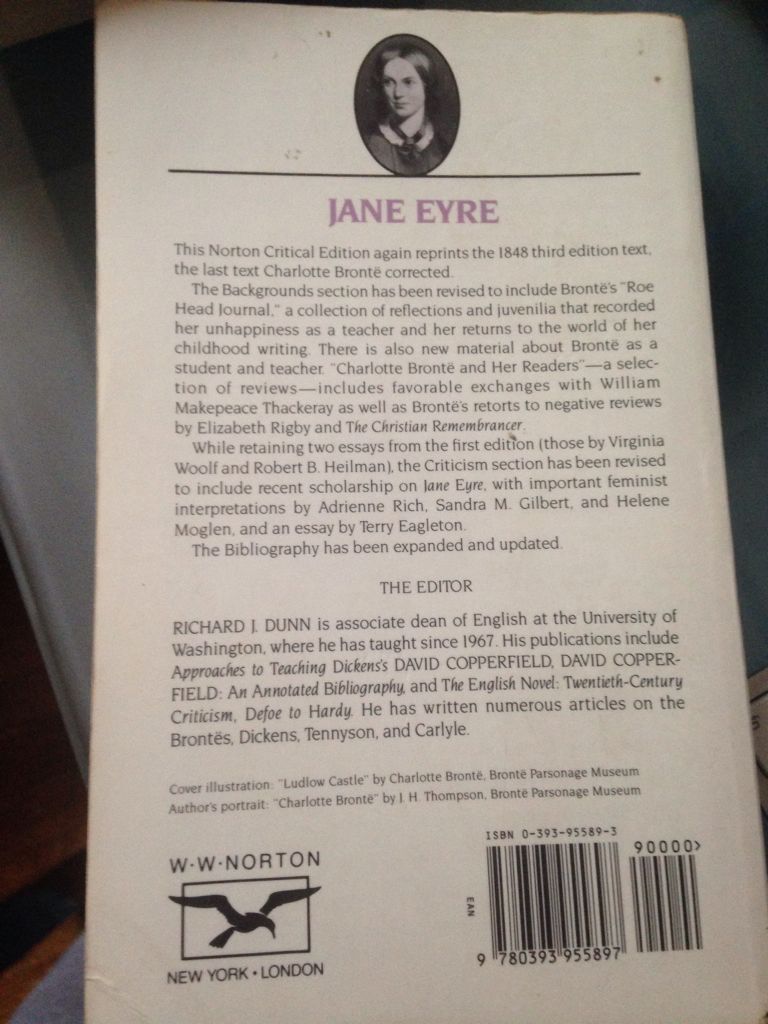 JANE EYRE
This Norton Critical Edition again reprints the 1848 third edition text,
the last text Charlotte Brontë corrected.
The Backgrounds section has been revised to include Brontë's "Roe
Head Journal," a collection of reflections and juvenilia that recorded
her unhappiness as a teacher and her returns to the world of her
childhood writing. There is also new material about Brontë as a
student and teacher. "Charlotte Brontë and Her Readers"—a selec-
tion of reviews—includes favorable exchanges with William
Makepeace Thackeray as well as Brontë's retorts to negative reviews
by Elizabeth Rigby and The Christian Remembrancer.
While retaining two essays from the first edition (those by Virginia
Woolf and Robert B. Heilman), the Criticism section has been revised
to include recent scholarship on Jane Eyre, with important feminist
interpretations by Adrienne Rich, Sandra M. Gilbert, and Helene
Moglen, and an essay by Terry Eagleton.
The Bibliography has been expanded and updated.
THE EDITOR
RICHARD J. DUNN is associate dean of English at the University of
Washington, where he has taught since 1967. His publications include
Approaches to Teaching Dickens's DAVID COPPERFIELD, DAVID COPPER-
FIELD: An Annotated Bibliography, and The English Novel: Twentieth-Century
Criticism, Defoe to Hardy. He has written numerous articles on the
Brontës, Dickens, Tennyson, and Carlyle.
Cover illustration: "Ludlow Castle" by Charlotte Brontë, Brontë Parsonage Museum
Author's portrait: "Charlotte Brontë" by J. H. Thompson, Brontë Parsonage Museum
ISBN 0-393-95589-3
90000>
EAN
9 780393 955897
W·W·NORTON
NEW YORK • LONDON